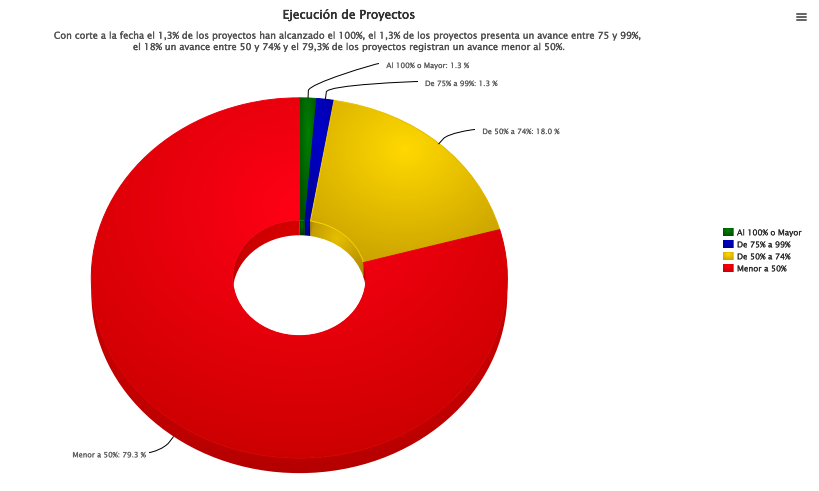 Ejecución de Proyectos
Con corte a la fecha el 1,3% de los proyectos han alcanzado el 100%, el 1,3% de los proyectos presenta un avance entre 75 y 99%,
el 18% un avance entre 50 y 74% y el 79,3% de los proyectos registran un avance menor al 50%.
Al 100% o Mayor: 1.3 %
De 75% a 99%: 1.3 %
De 50% a 74%: 18.0 %
Al 100% o Mayor
De 75% a 99%
De 50% a 74%
Menor a 50%
Menor a 50%: 79.3 %